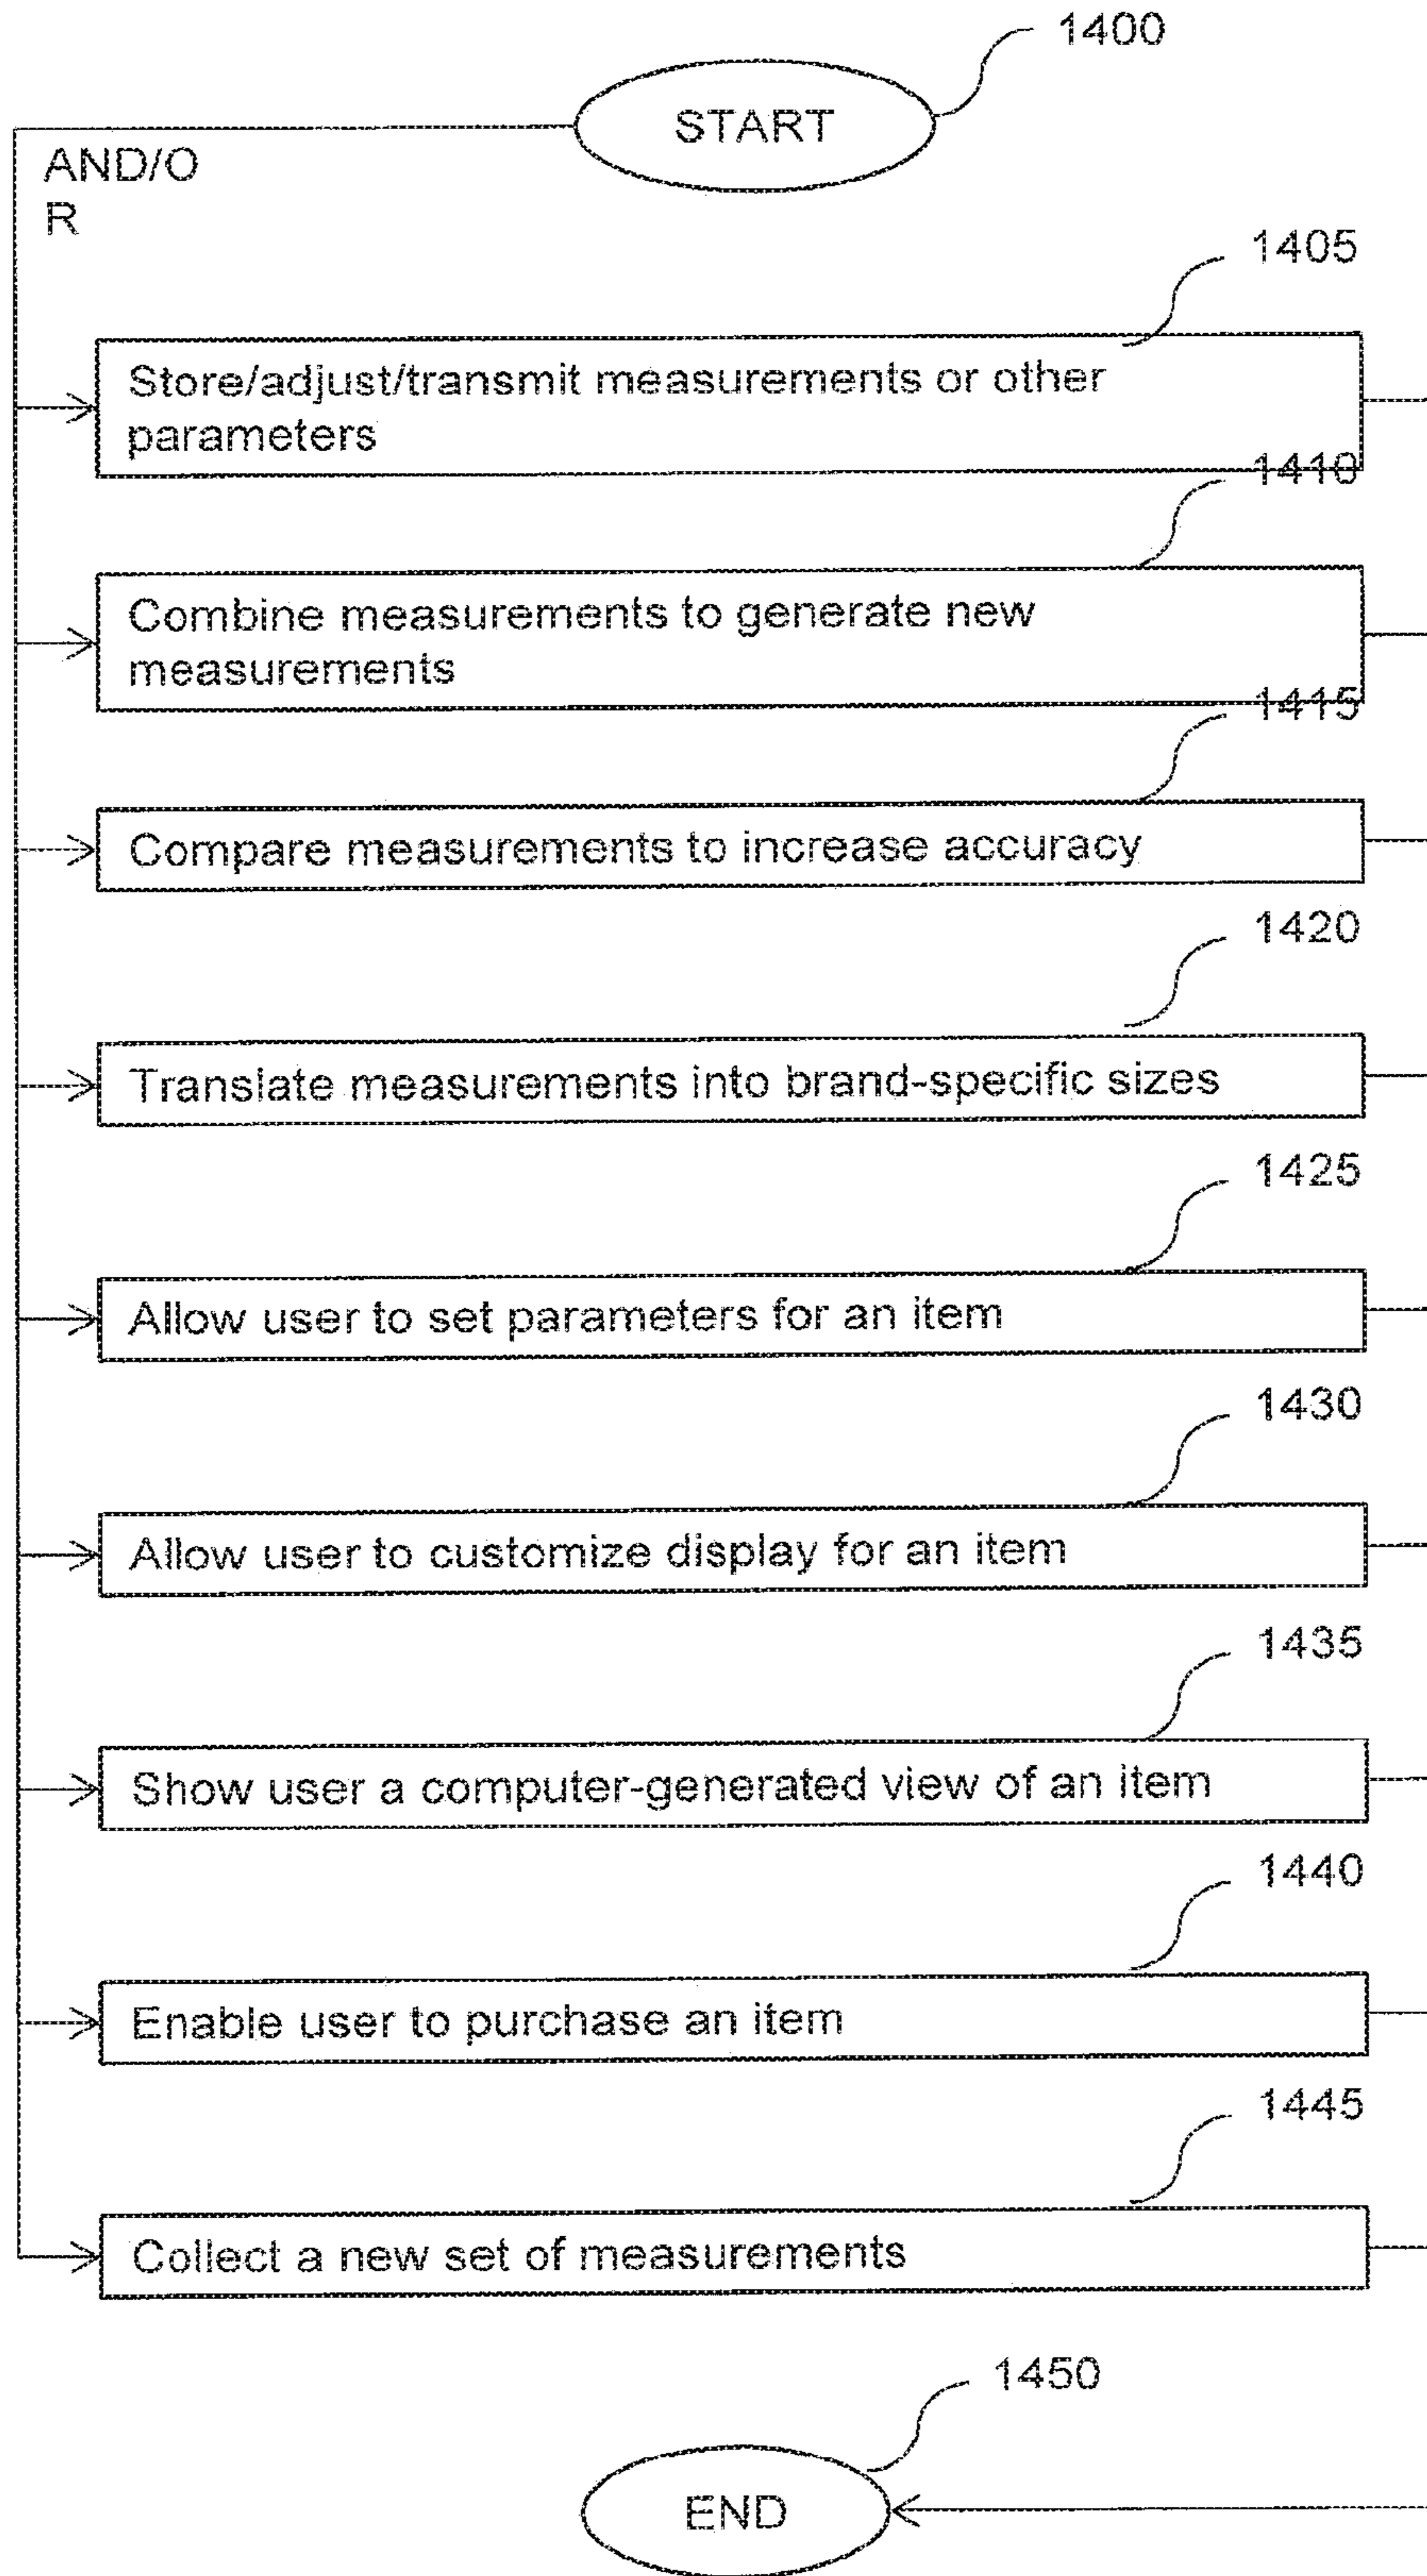 1400
START
AND/O
R
1405
Store/adjust/transmit measurements or other
parameters
1410
Combine measurements to generate new
measurements
1415
Compare measurements to increase accuracy
1420
Translate measurements into brand-specific sizes
1425
Allow user to set parameters for an item
1430
Allow user to customize display for an item
1435
Show user a computer-generated view of an item
1440
Enable user to purchase an item
1445
Collect a new set of measurements
1450
END